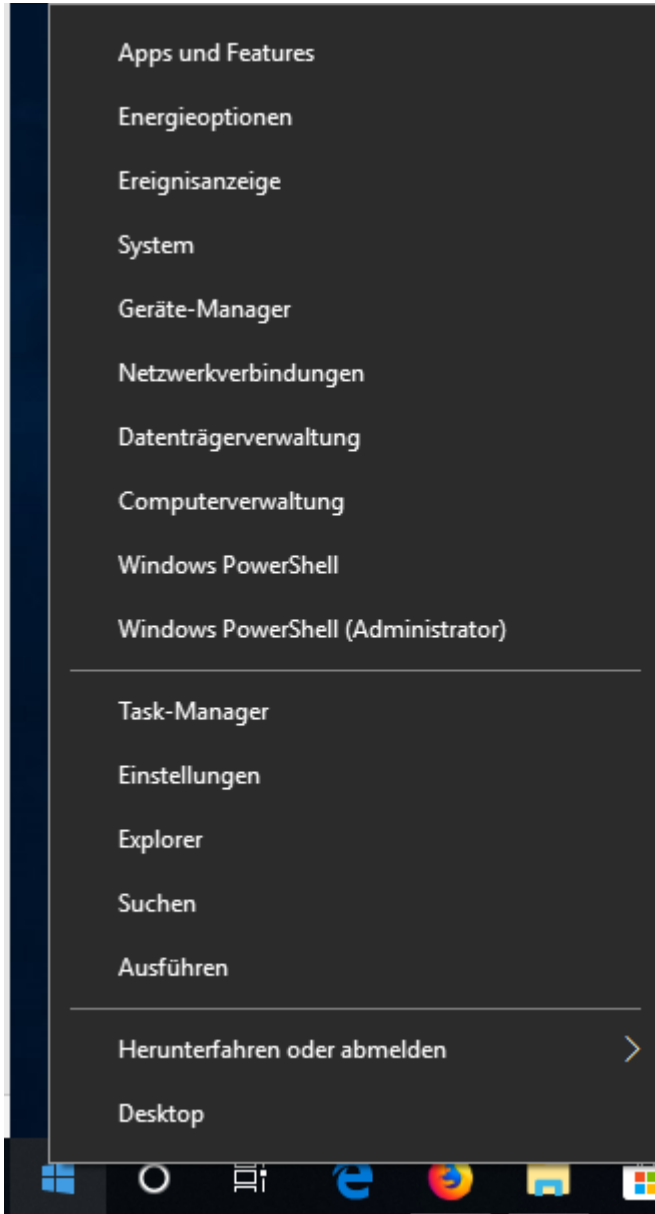 Apps und Features
Energieoptionen
Ereignisanzeige
System
Geräte-Manager
Netzwerkverbindungen
Datenträgerverwaltung
Computerverwaltung
Windows PowerShell
Windows PowerShell (Administrator)
Task-Manager
Einstellungen
Explorer
Suchen
Ausführen
Herunterfahren oder abmelden
Desktop